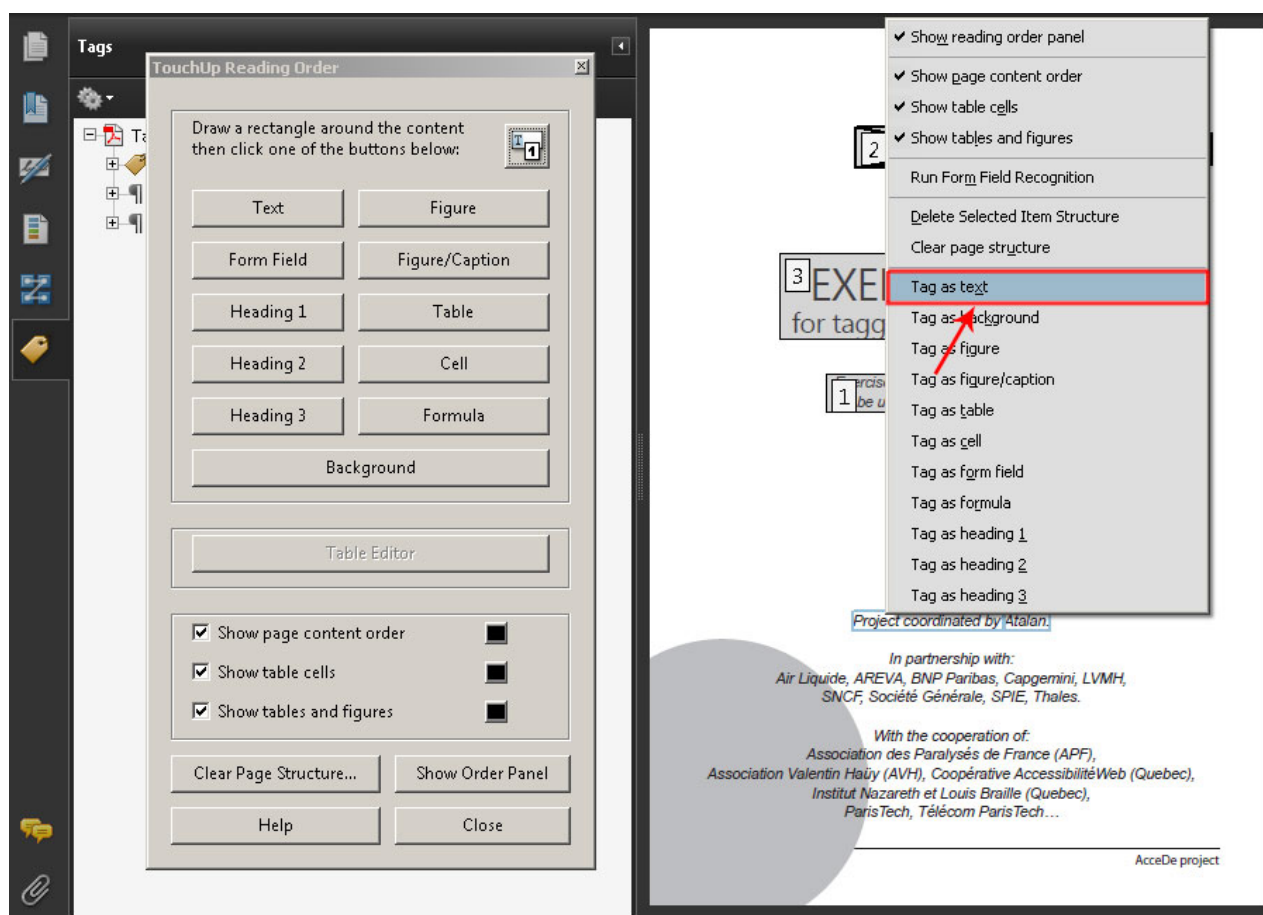 Tags
TouchUp Reading Order
Draw a rectangle around the content
then click one of the buttons below:
Text
Figure
Form Field
Figure/Caption
Heading 1
Table
Heading 2
Cell
Heading 3
Formula
Background
Table Editor
Show page content order
Show table cells
Show tables and figures
Clear Page Structure...
Show Order Panel
Help
Close
Show reading order panel
Show page content order
Show table cells
Show tables and figures
Run Form Field Recognition
Delete Selected Item Structure
Clear page structure
Tag as text
Tag as background
Tag as figure
Tag as figure/caption
Tag as table
Tag as cell
Tag as form field
Tag as formula
Tag as heading 1
Tag as heading 2
Tag as heading 3
2
3
for
1
be
Project coordinated by Atalan.
In partnership with:
Air Liquide, AREVA, BNP Paribas, Capgemini, LVMH,
SNCF, Société Générale, SPIE, Thales.
With the cooperation of:
Association des Paralysés de France (APF),
Association Valentin Haüy (AVH), Coopérative AccessibilitéWeb (Quebec),
Institut Nazareth et Louis Braille (Quebec),
ParisTech, Télécom ParisTech…
AcceDe project